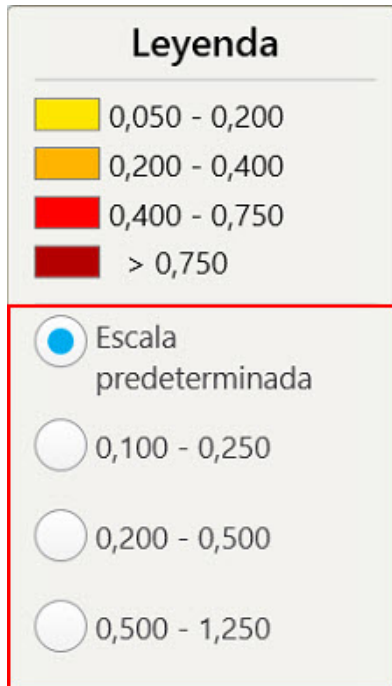 Leyenda
0,050 - 0,200
0,200 - 0,400
0,400 - 0,750
> 0,750
Escala
predeterminada
0,100 - 0,250
0,200 - 0,500
0,500 - 1,250